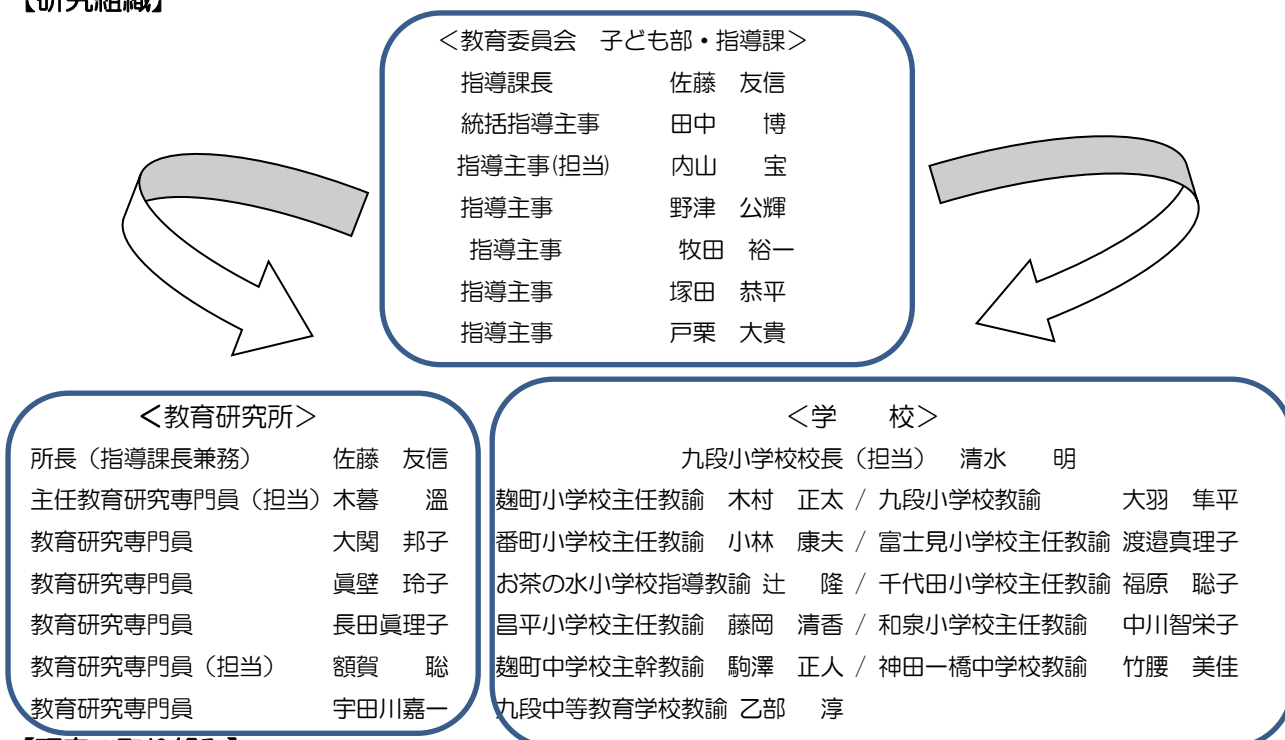 【研究組織】
<教育委員会　子ども部・指導課>
指導課長　佐藤　友信
統括指導主事　田中　博
指導主事(担当)　内山　宝
指導主事　野津　公輝
指導主事　牧田　裕一
指導主事　塚田　恭平
指導主事　戸栗　大貴
<教育研究所>
所長（指導課長兼務）　佐藤　友信
主任教育研究専門員（担当）木暮　溫
教育研究専門員　大関　邦子
教育研究専門員　眞壁　玲子
教育研究専門員　長田眞理子
教育研究専門員（担当）　額賀　聡
教育研究専門員　宇田川嘉一
<学　校>
九段小学校校長（担当）　清水　明
麹町小学校主任教諭　木村　正太 / 九段小学校教諭　大羽　隼平
番町小学校主任教諭　小林　康夫 / 富士見小学校主任教諭 渡邉真理子
お茶の水小学校指導教諭 辻　隆 / 千代田小学校主任教諭 福原　聡子
昌平小学校主任教諭　藤岡　清香 / 和泉小学校主任教諭　中川智栄子
麹町中学校主幹教諭　駒澤　正人 / 神田一橋中学校教諭　竹腰　美佳
九段中等教育学校教諭 乙部　淳